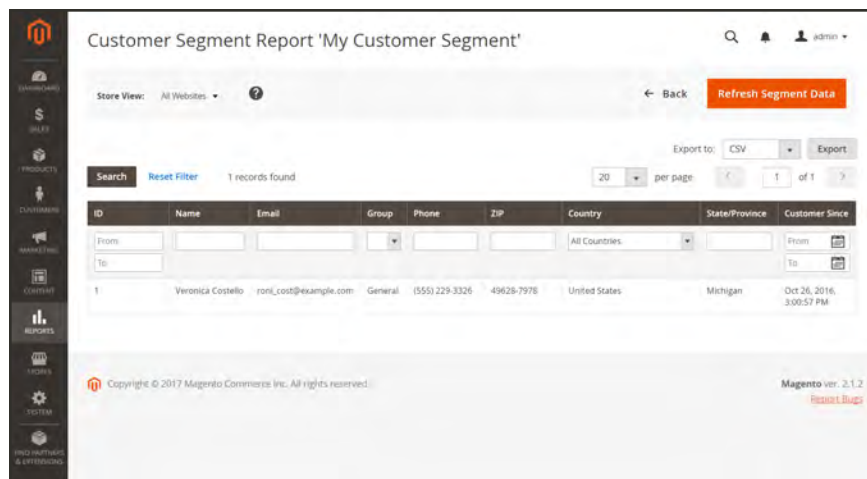 Customer Segment Report 'My Customer Segment'
admin
DASHBOARD
SALES
PRODUCTS
CUSTOMERS
MARKETING
CONTENT
REPORTS
STORES
SYSTEM
FIND PARTNERS
& EXTENSIONS
Store View: All Websites
?
← Back
Refresh Segment Data
Export to: CSV Export
Search Reset Filter 1 records found 20 per page 1 of 1
ID Name Email Group Phone ZIP Country State/Province Customer Since
From All Countries From
To To
1 Veronica Costello roni_cost@example.com General (555) 229-3326 49628-7978 United States Michigan Oct 26, 2016,
3:00:57 PM
Copyright © 2017 Magento Commerce Inc. All rights reserved.
Magento ver. 2.1.2
Report Bugs